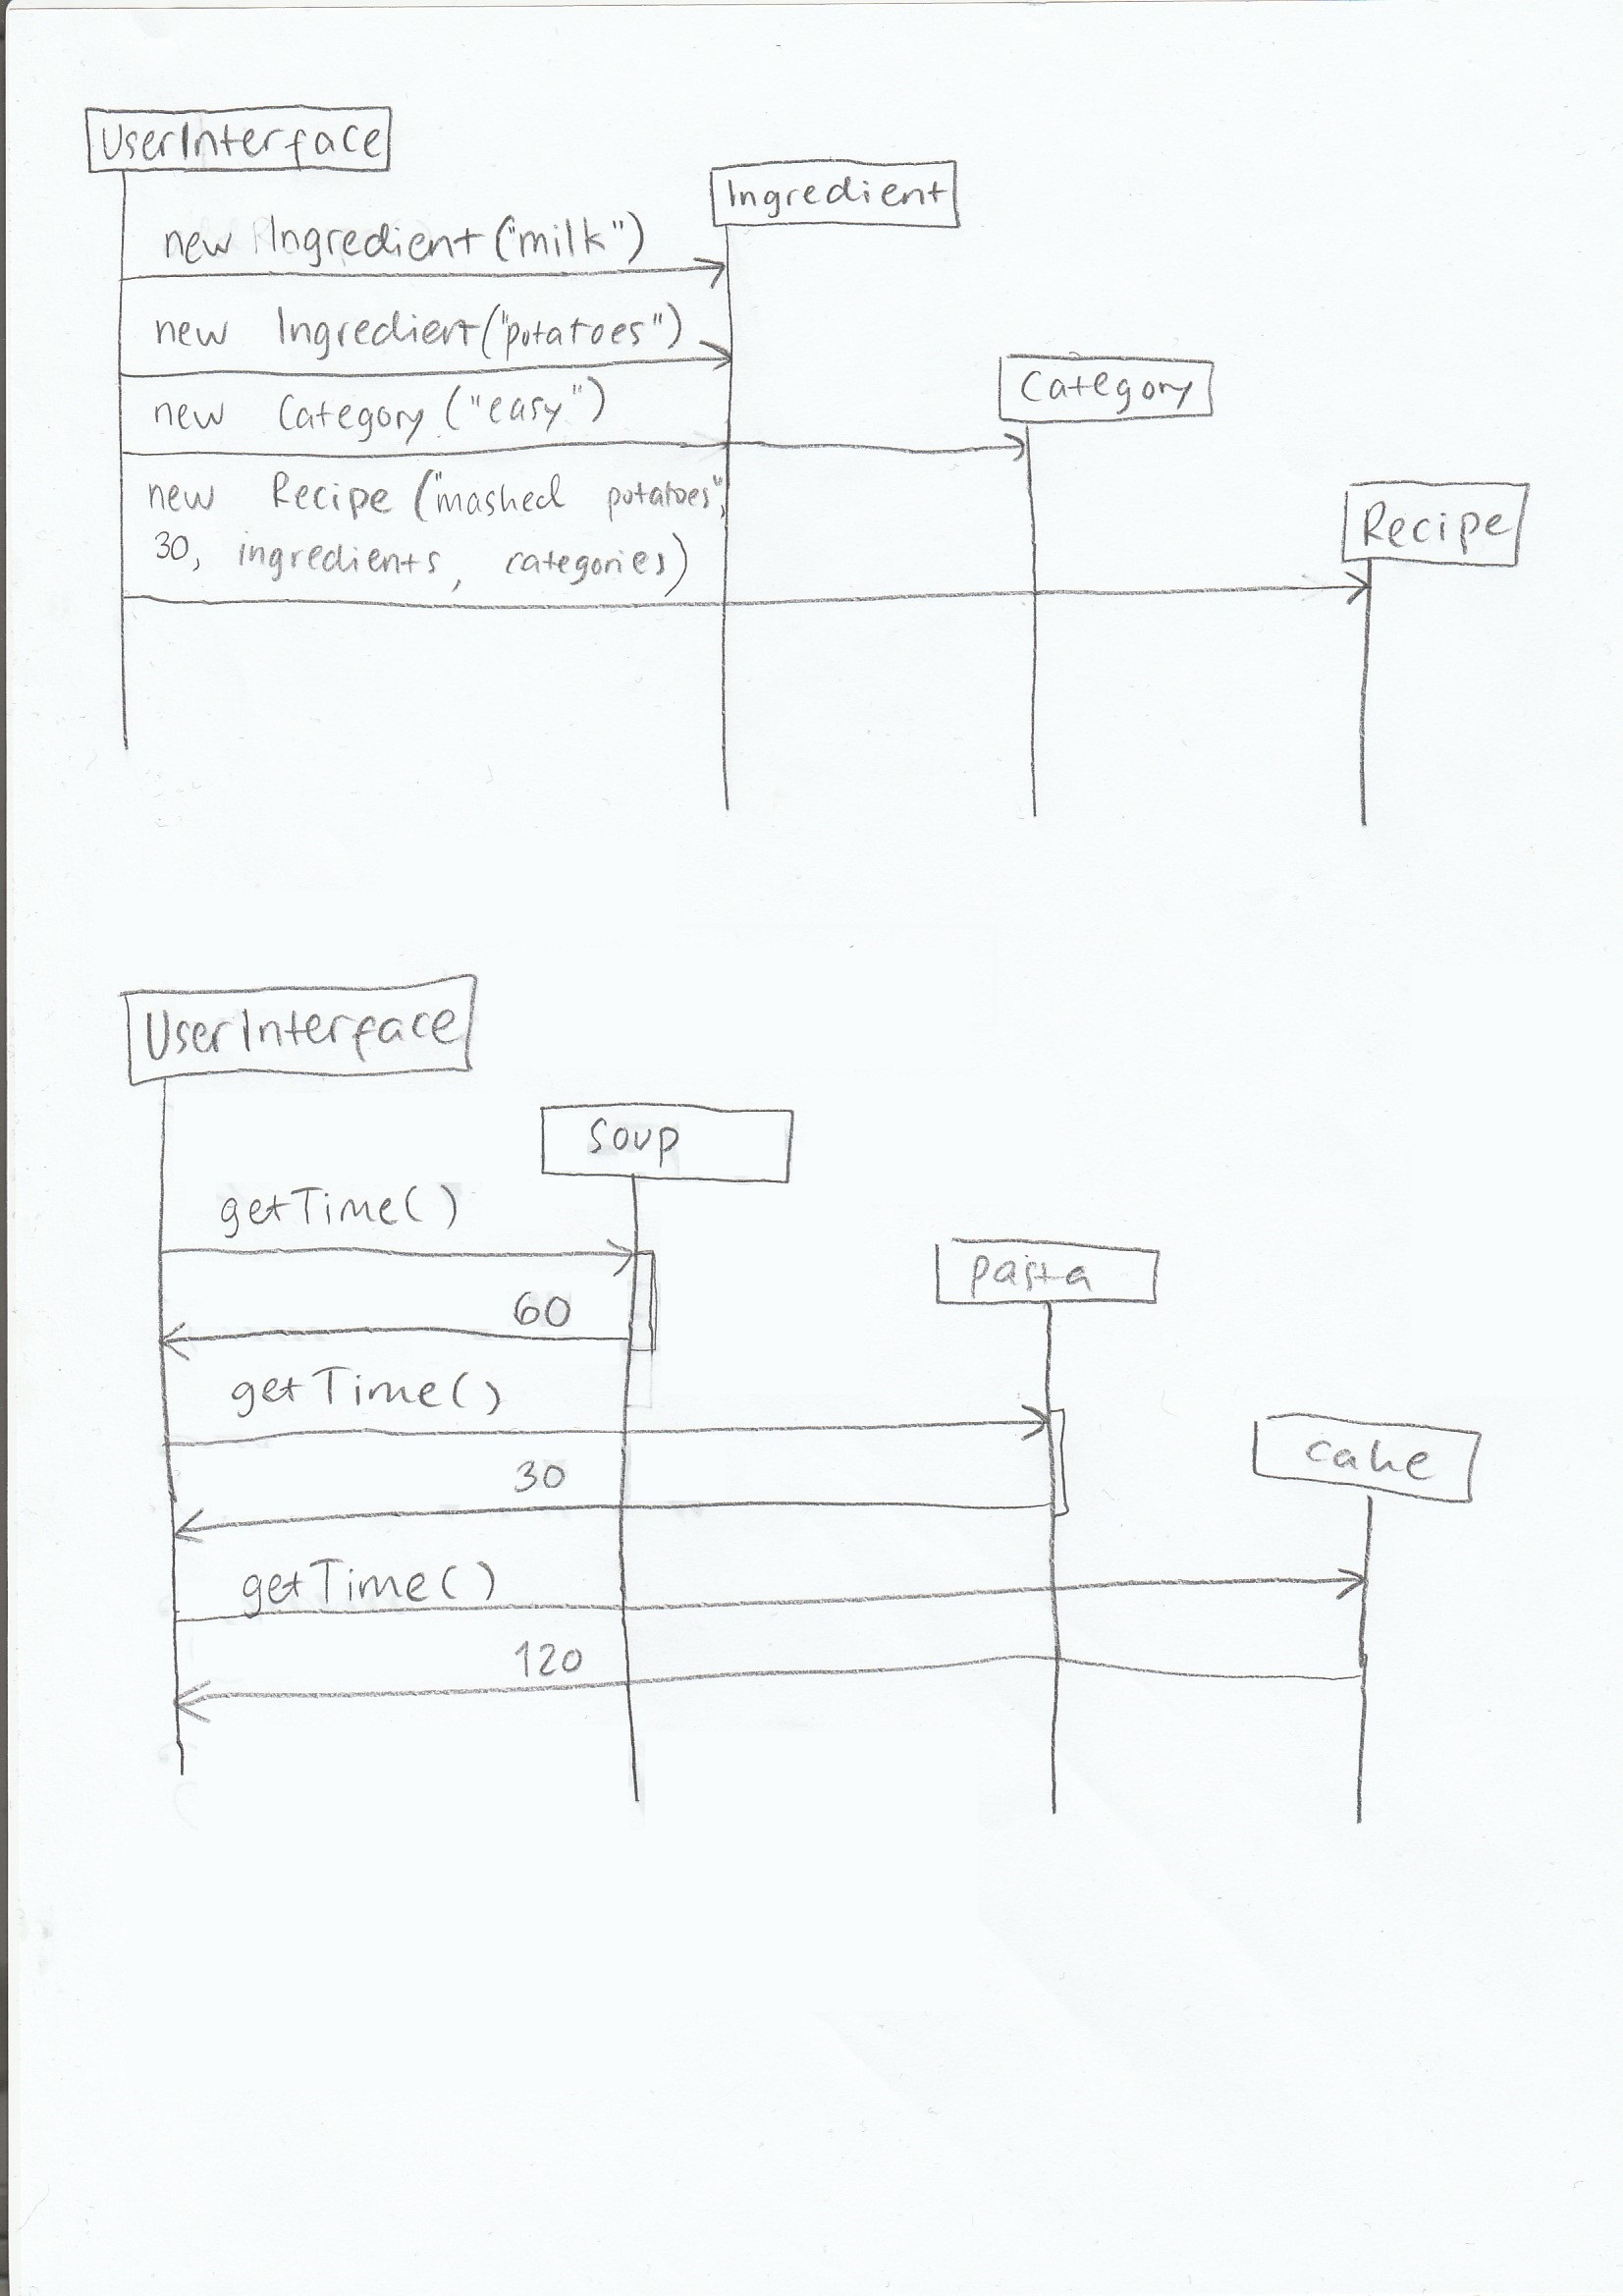 UserInterface
Ingredient
new Ingredient("milk")
new Ingredient("potatoes")
Category
new Category("easy")
new Recipe("mashed potatoes",
Recipe
30, ingredients, categories)
UserInterface
Soup
getTime()
pasta
60
getTime()
cake
30
getTime()
120